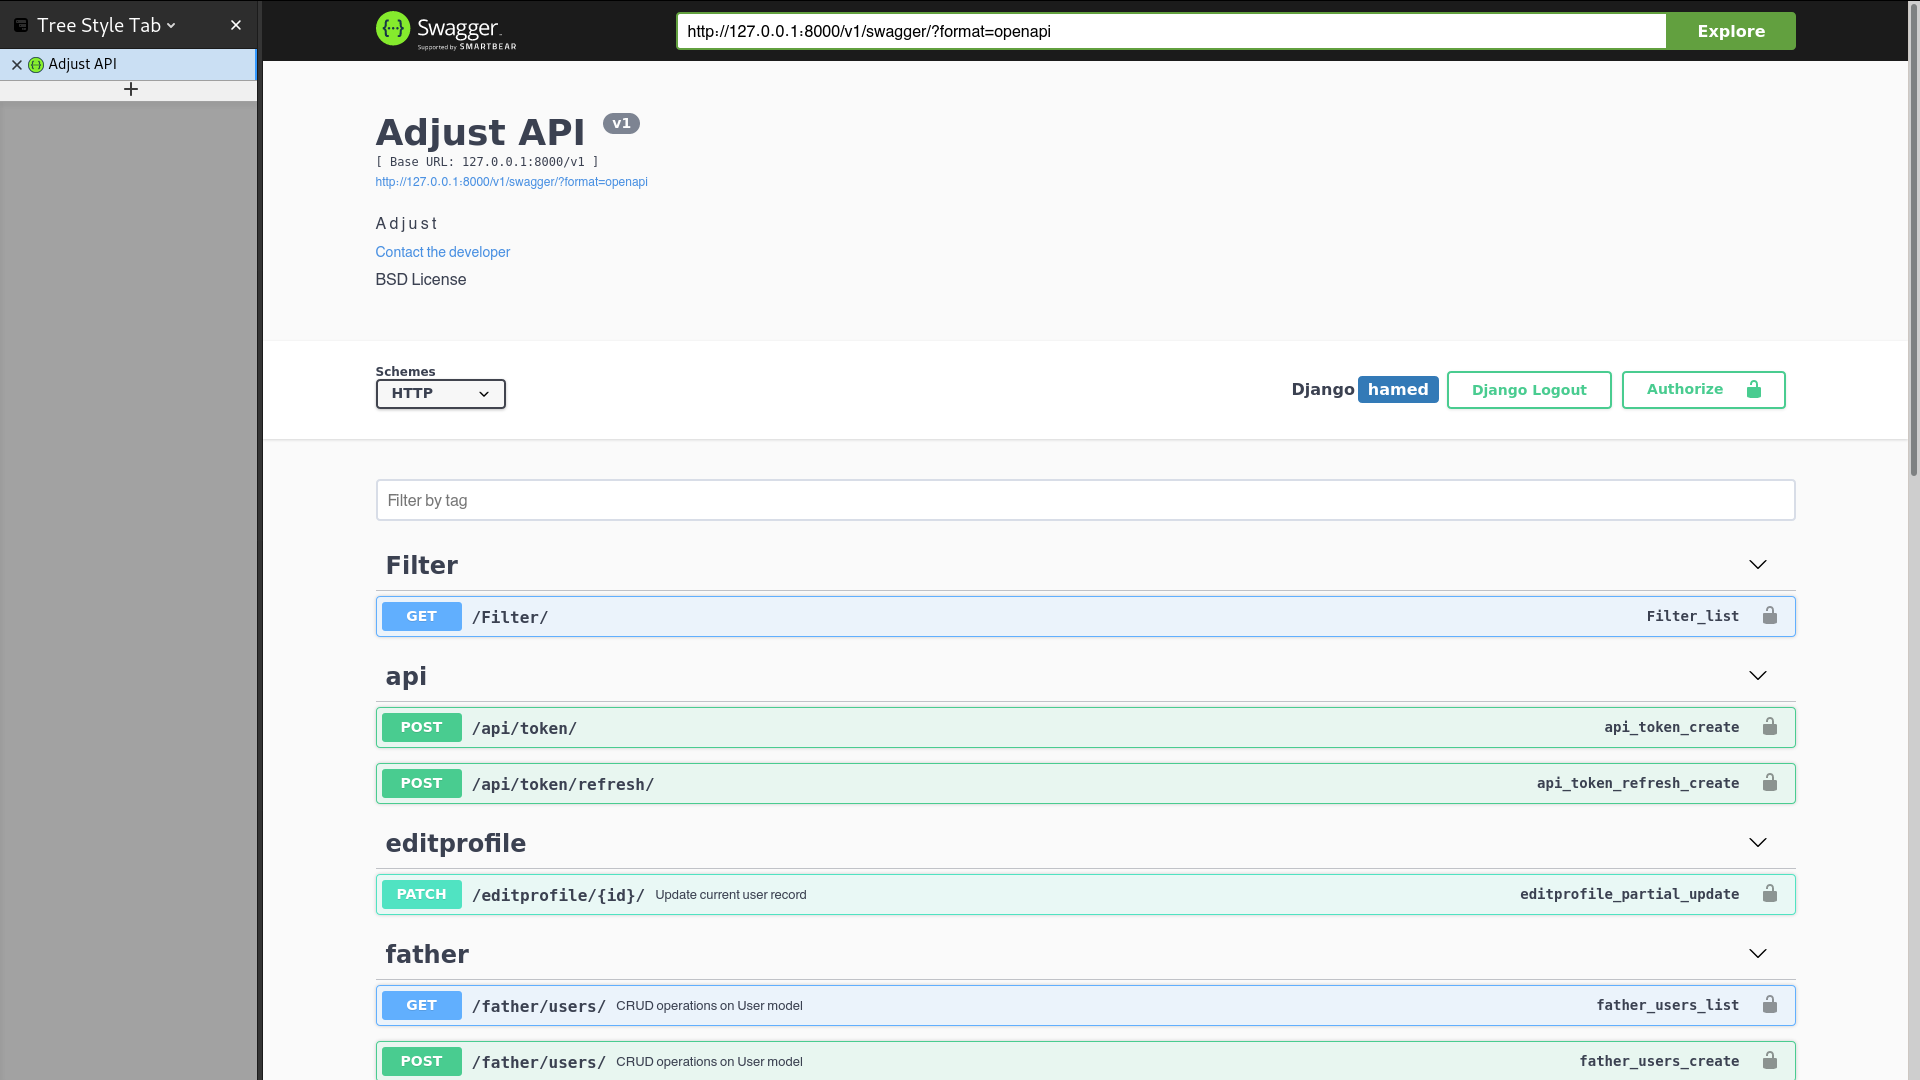 Tree Style Tab
Adjust API
Swagger
Supported by SMARTBEAR
http://127.0.0.1:8000/v1/swagger/?format=openapi
Explore
Adjust API v1
[ Base URL: 127.0.0.1:8000/v1 ]
http://127.0.0.1:8000/v1/swagger/?format=openapi
Adjust
Contact the developer
BSD License
Schemes
HTTP
Django hamed
Django Logout
Authorize
Filter by tag
Filter
GET /Filter/ Filter_list
api
POST /api/token/ api_token_create
POST /api/token/refresh/ api_token_refresh_create
editprofile
PATCH /editprofile/{id}/ Update current user record editprofile_partial_update
father
GET /father/users/ CRUD operations on User model father_users_list
POST /father/users/ CRUD operations on User model father_users_create